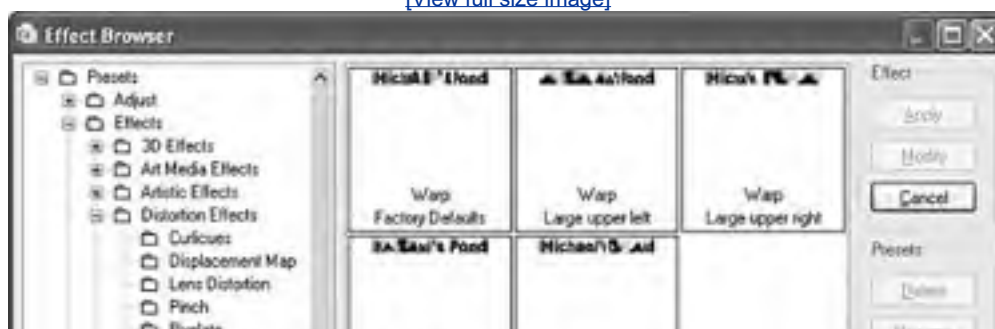 [View full size image]
Effect Browser
Presets
Adjust
Effects
3D Effects
Art Media Effects
Artistic Effects
Distortion Effects
Curlicues
Displacement Map
Lens Distortion
Pinch
Warp
Factory Defaults
Warp
Large upper left
Warp
Large upper right
Pond
Effect
Apply
Modify
Cancel
Presets